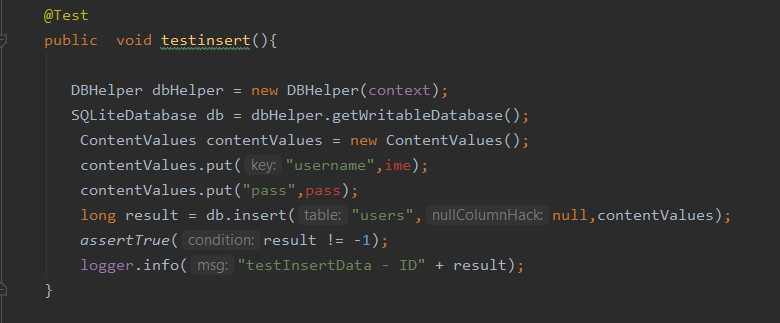 @Test
public  void testinsert(){
DBHelper dbHelper = new DBHelper(context);
SQLiteDatabase db = dbHelper.getWritableDatabase();
ContentValues contentValues = new ContentValues();
contentValues.put( key: "username",ime);
contentValues.put("pass",pass);
long result = db.insert( table: "users", nullColumnHack: null,contentValues);
assertTrue( condition: result != -1);
logger.info( msg: "testInsertData - ID" + result);
}